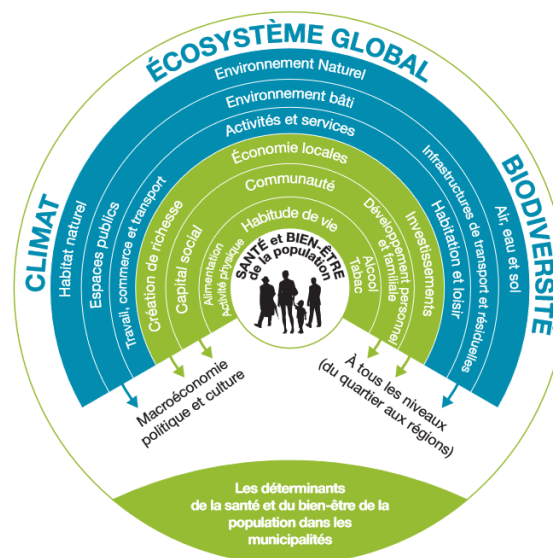 ÉCOSYSTÈME GLOBAL
CLIMAT
BIODIVERSITÉ
Environnement Naturel
Habitat naturel
Air, eau et sol
Environnement bâti
Espaces publics
Infrastructures de transport et résiduelles
Activités et services
Travail, commerce et transport
Habitation et loisir
Économie locales
Création de richesse
Investissements
Communauté
Capital social
Développement personnel
et familiale
Habitude de vie
Alimentation
Activité physique
Alcool
Tabac
SANTÉ et BIEN-ÊTRE
de la population
Macroéconomie
politique et culture
À tous les niveaux
(du quartier aux régions)
Les déterminants
de la santé et du bien-être de la
population dans les
municipalités